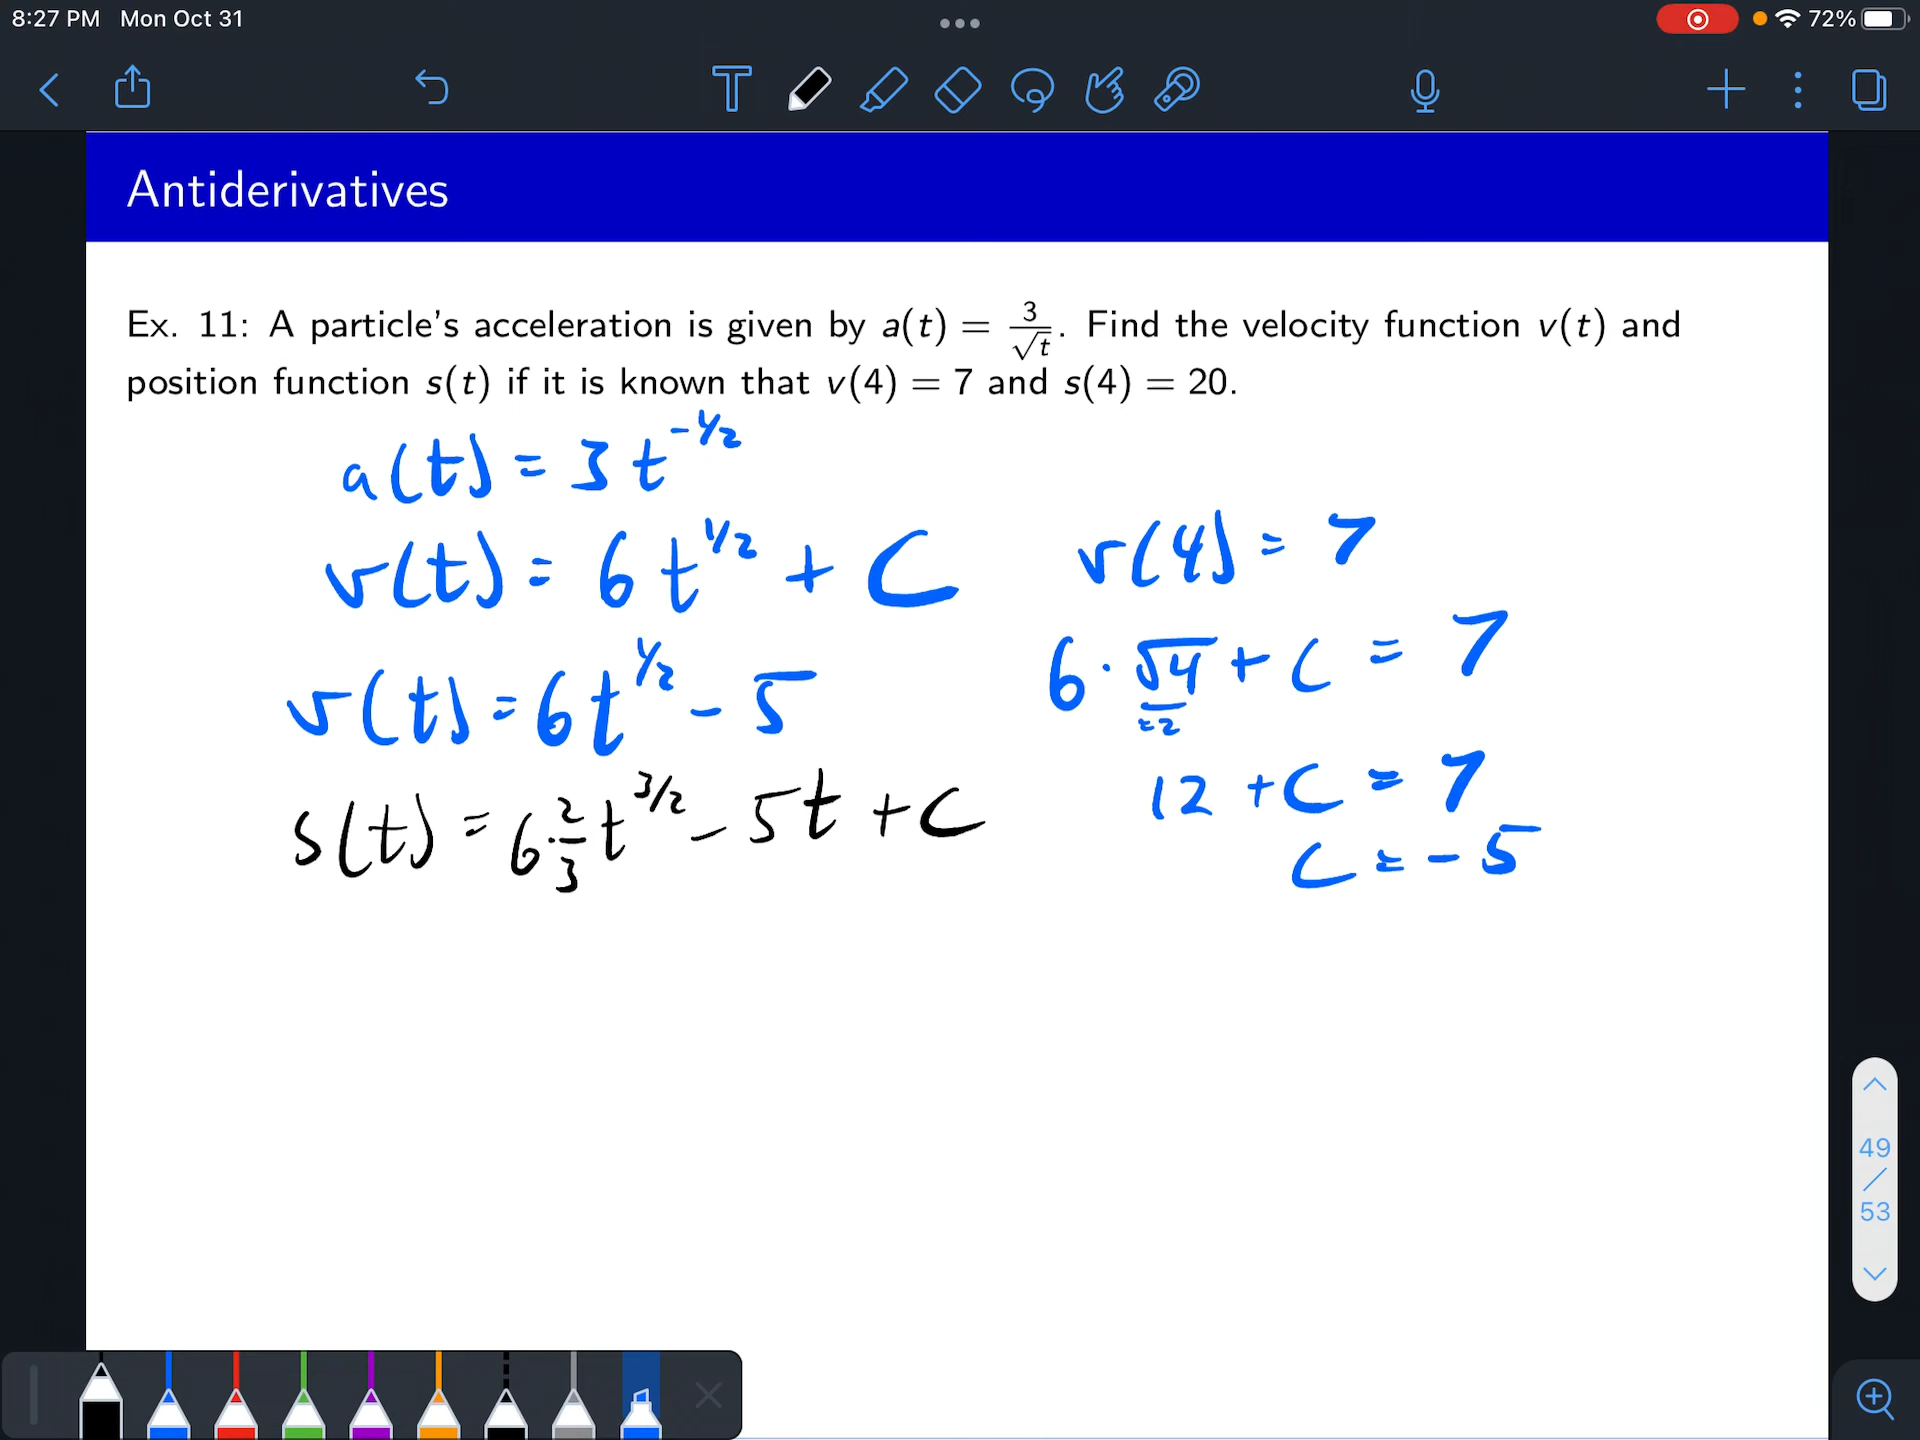 8:27 PM Mon Oct 31
72%
Antiderivatives
Ex. 11: A particle's acceleration is given by a(t) = 3/√t. Find the velocity function v(t) and
position function s(t) if it is known that v(4) = 7 and s(4) = 20.
a(t) = 3 t^(-1/2)
v(t) = 6 t^(1/2) + C
v(t) = 6 t^(1/2) - 5
s(t) = 6 · 2/3 t^(3/2) - 5t + C
v(4) = 7
6 · √4 + C = 7
=2
12 + C = 7
C = -5
49
/
53